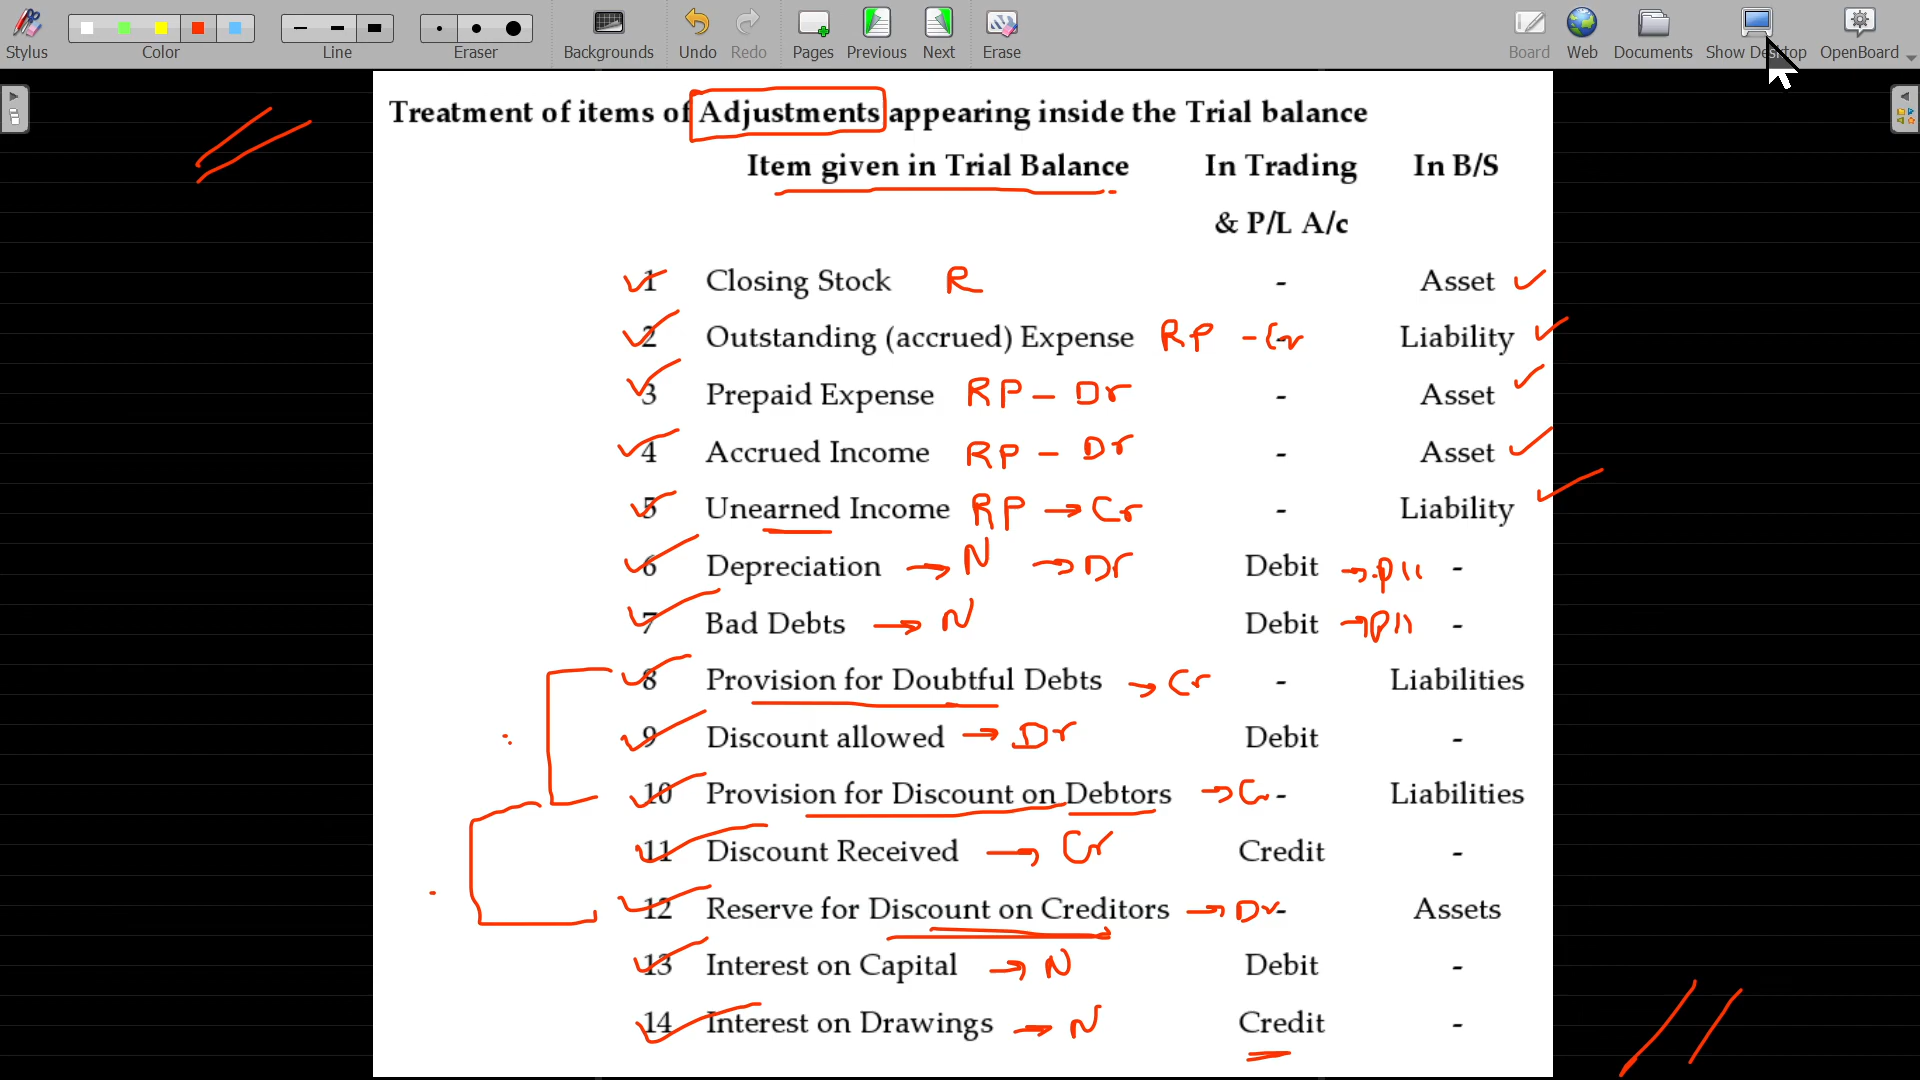 Stylus Color Line Eraser Backgrounds Undo Redo Pages Previous Next Erase Board Web Documents Show Desktop OpenBoard
Treatment of items of Adjustments appearing inside the Trial balance
Item given in Trial Balance In Trading In B/S
& P/L A/c
1 Closing Stock R - Asset
2 Outstanding (accrued) Expense RP - Cr - Liability
3 Prepaid Expense RP - Dr - Asset
4 Accrued Income RP - Dr - Asset
5 Unearned Income RP → Cr - Liability
6 Depreciation → N → Dr Debit → P/L -
7 Bad Debts → N Debit → P/L -
8 Provision for Doubtful Debts → Cr - Liabilities
9 Discount allowed → Dr Debit -
10 Provision for Discount on Debtors → Cr - Liabilities
11 Discount Received → Cr Credit -
12 Reserve for Discount on Creditors → Dr - Assets
13 Interest on Capital → N Debit -
14 Interest on Drawings → N Credit -